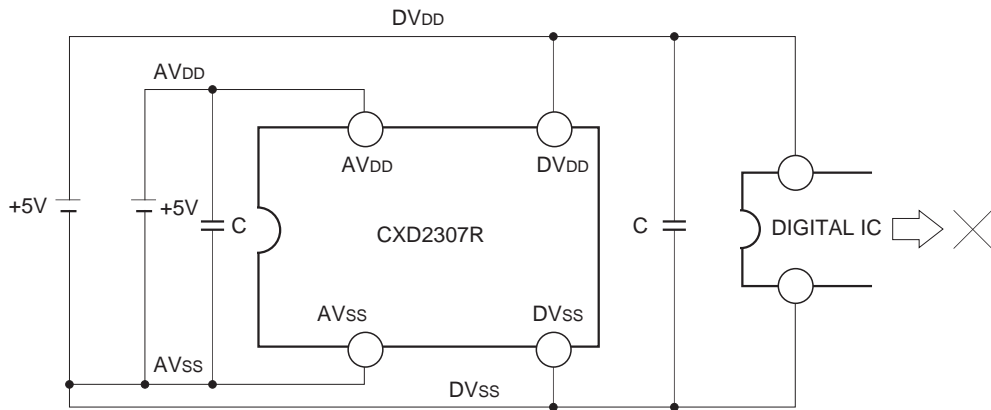 DVDD
AVDD
AVDD
DVDD
+5V
+5V
C
CXD2307R
C
DIGITAL IC
AVSS
DVSS
AVSS
DVSS